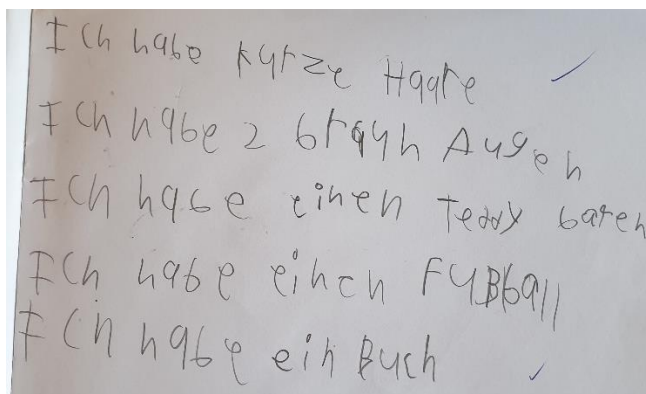 Ich habe kurze Haare
Ich habe 2 braun Augen
Ich habe einen Teddy baren
Ich habe einen Fußball
Ich habe ein Buch